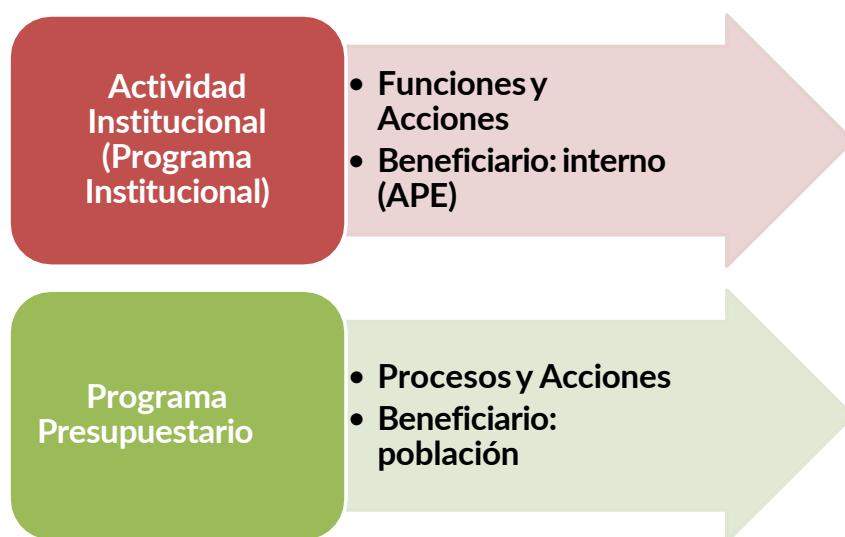 Actividad
Institucional
(Programa
Institucional)
• Funciones y
Acciones
• Beneficiario: interno
(APE)
Programa
Presupuestario
• Procesos y Acciones
• Beneficiario:
población